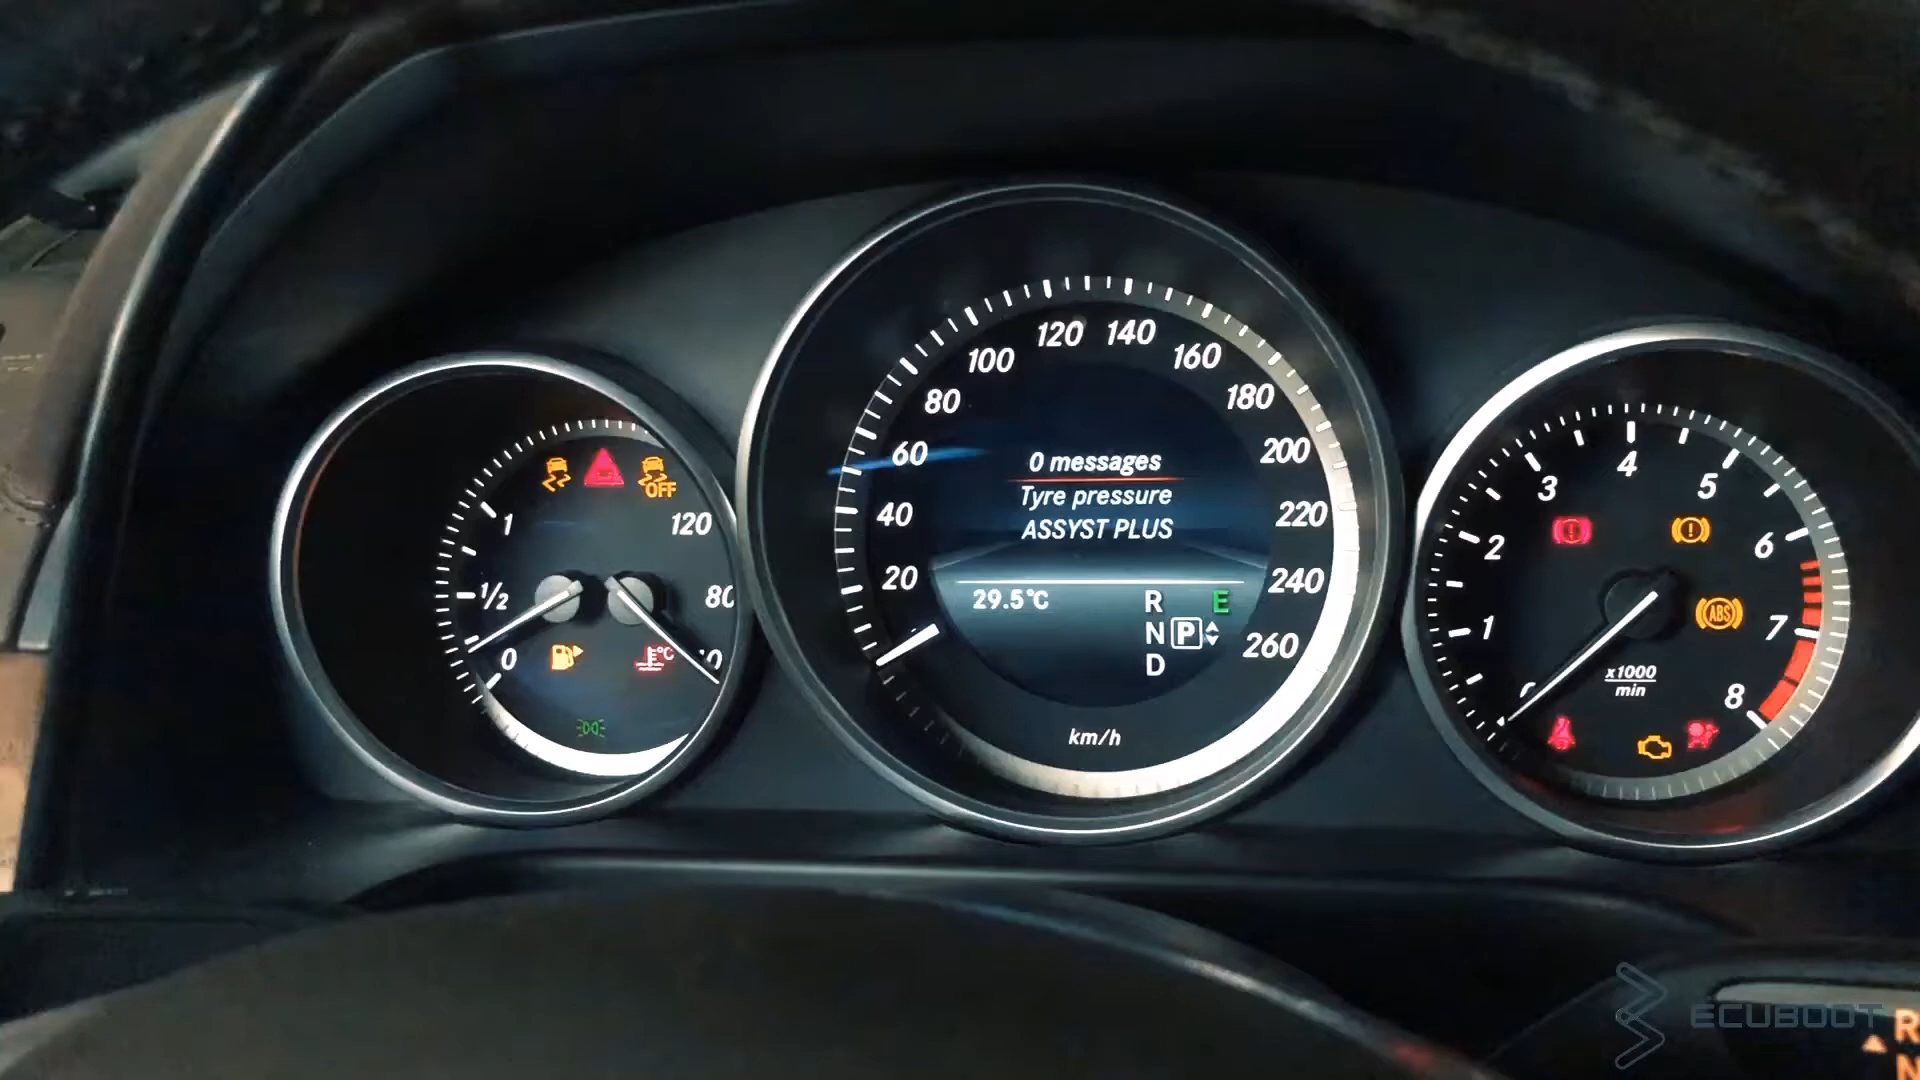 OFF
1
120
1/2
80
0
°C
120
140
100
160
80
180
60
200
0 messages
Tyre pressure
ASSYST PLUS
40
220
20
240
29.5°C
R
E
N
P
D
260
km/h
4
3
5
2
6
ABS
1
7
x1000
min
8
ECUBOOT
R
N